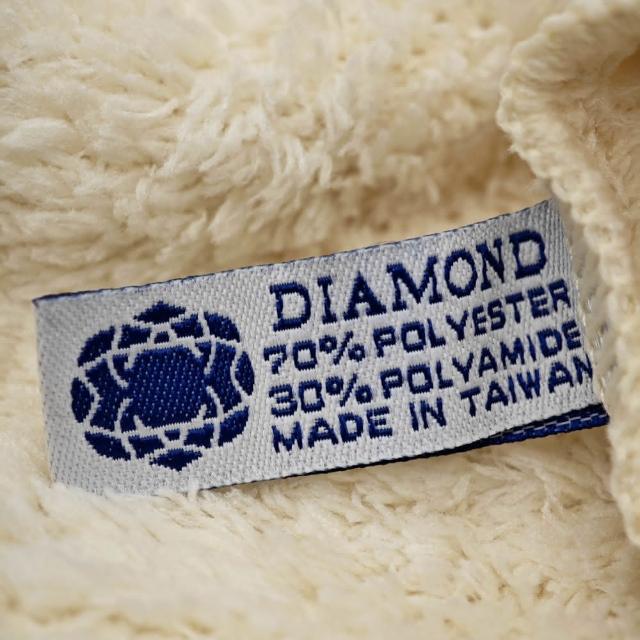 DIAMOND
70% POLYESTER
30% POLYAMIDE
MADE IN TAIWAN